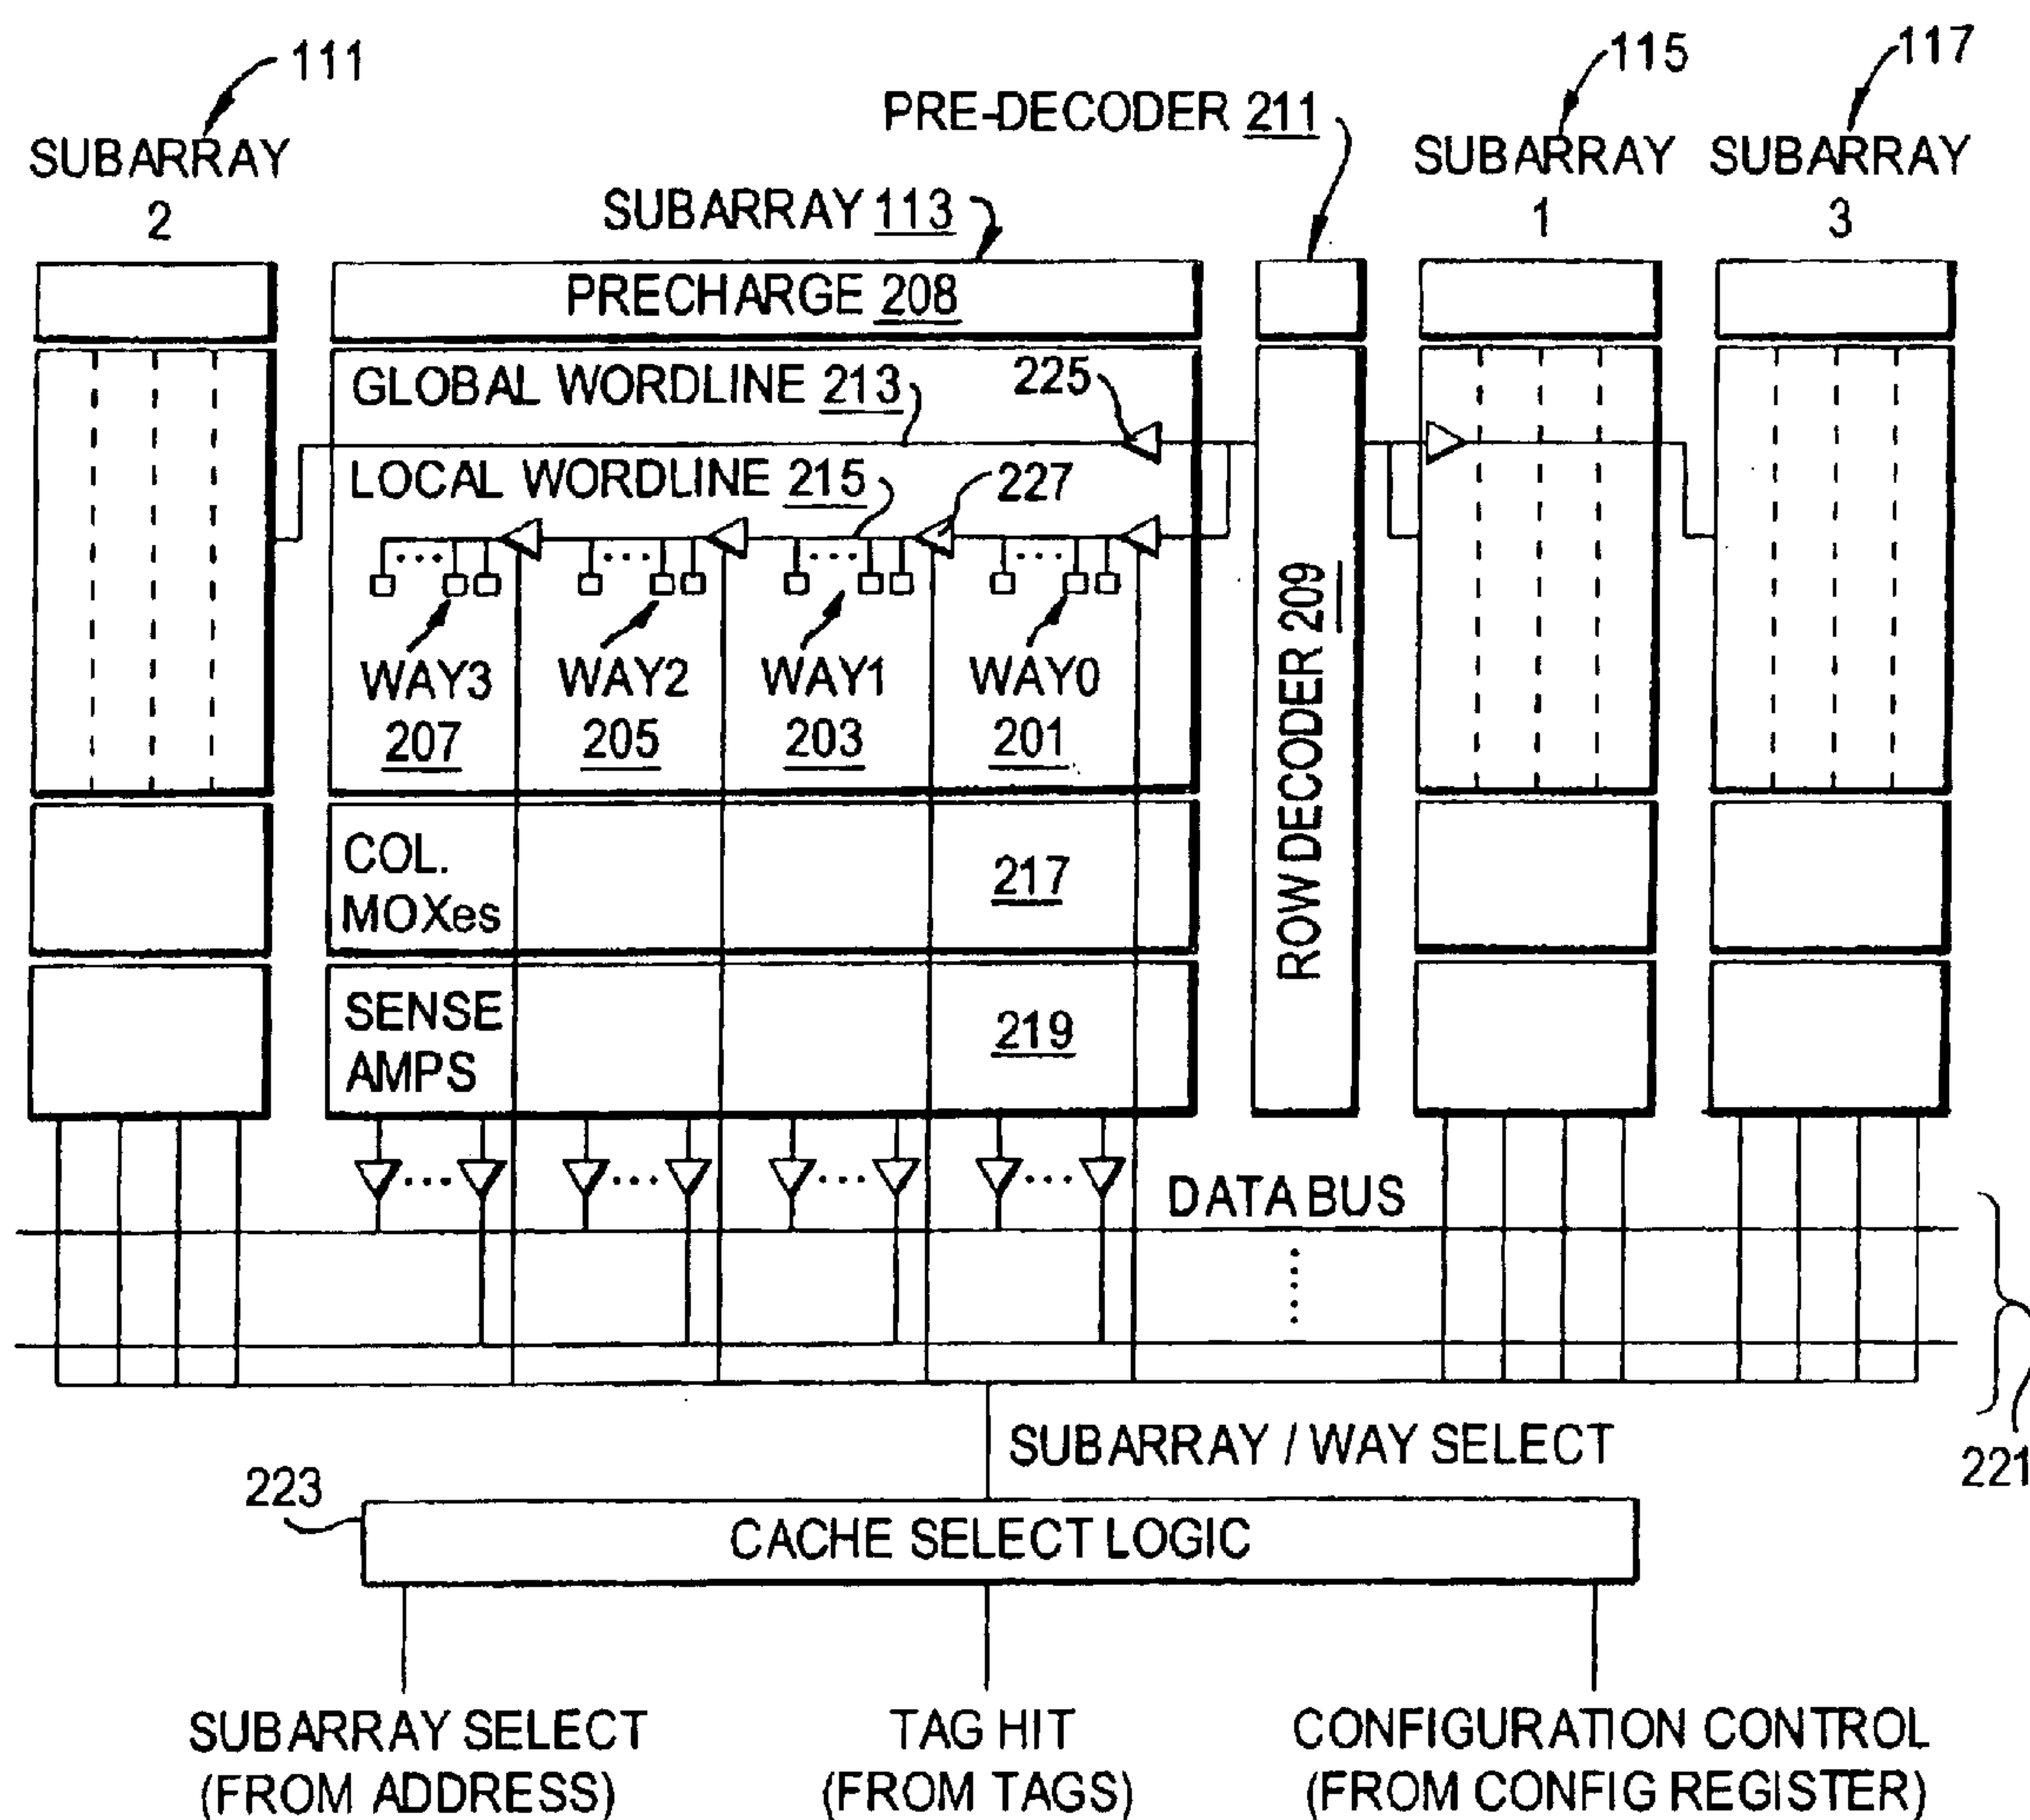 111
115
117
PRE-DECODER 211
SUBARRAY
2
SUBARRAY
1
SUBARRAY
3
SUBARRAY 113
PRECHARGE 208
GLOBAL WORDLINE 213
225
LOCAL WORDLINE 215
227
WAY3
207
WAY2
205
WAY1
203
WAY0
201
ROW DECODER 209
COL.
MOXes
217
SENSE
AMPS
219
DATA BUS
221
SUBARRAY / WAY SELECT
223
CACHE SELECT LOGIC
SUBARRAY SELECT
(FROM ADDRESS)
TAG HIT
(FROM TAGS)
CONFIGURATION CONTROL
(FROM CONFIG REGISTER)